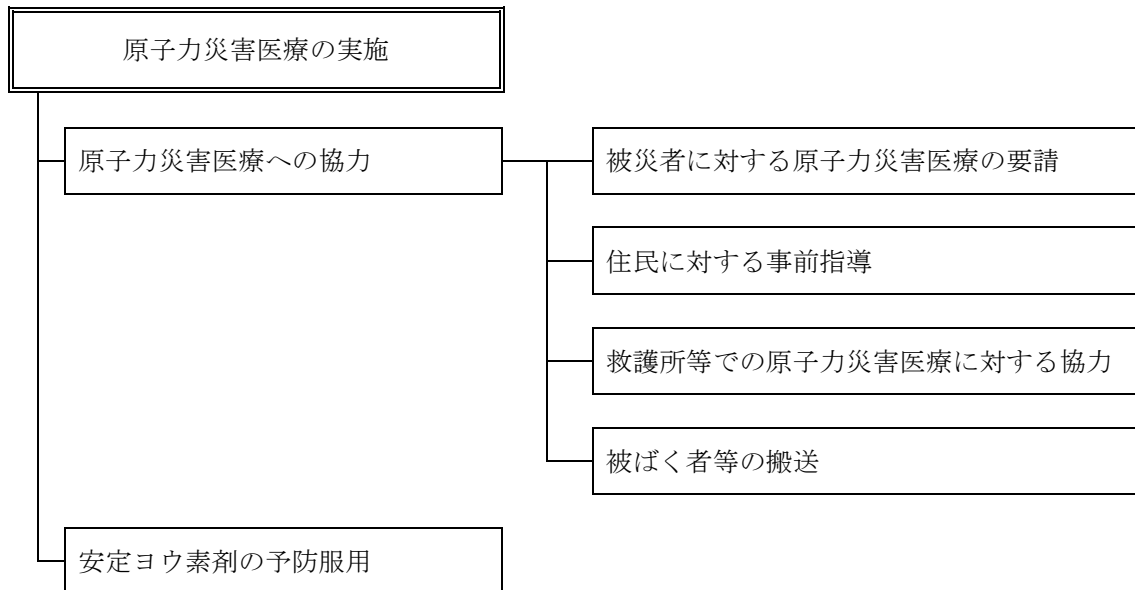 原子力災害医療の実施
原子力災害医療への協力
被災者に対する原子力災害医療の要請
住民に対する事前指導
救護所等での原子力災害医療に対する協力
被ばく者等の搬送
安定ヨウ素剤の予防服用